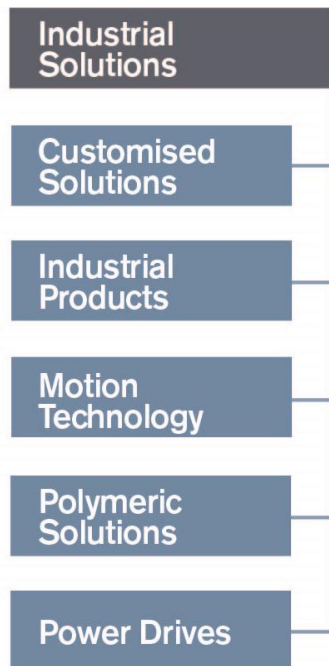 Industrial
Solutions
Customised
Solutions
Industrial
Products
Motion
Technology
Polymeric
Solutions
Power Drives